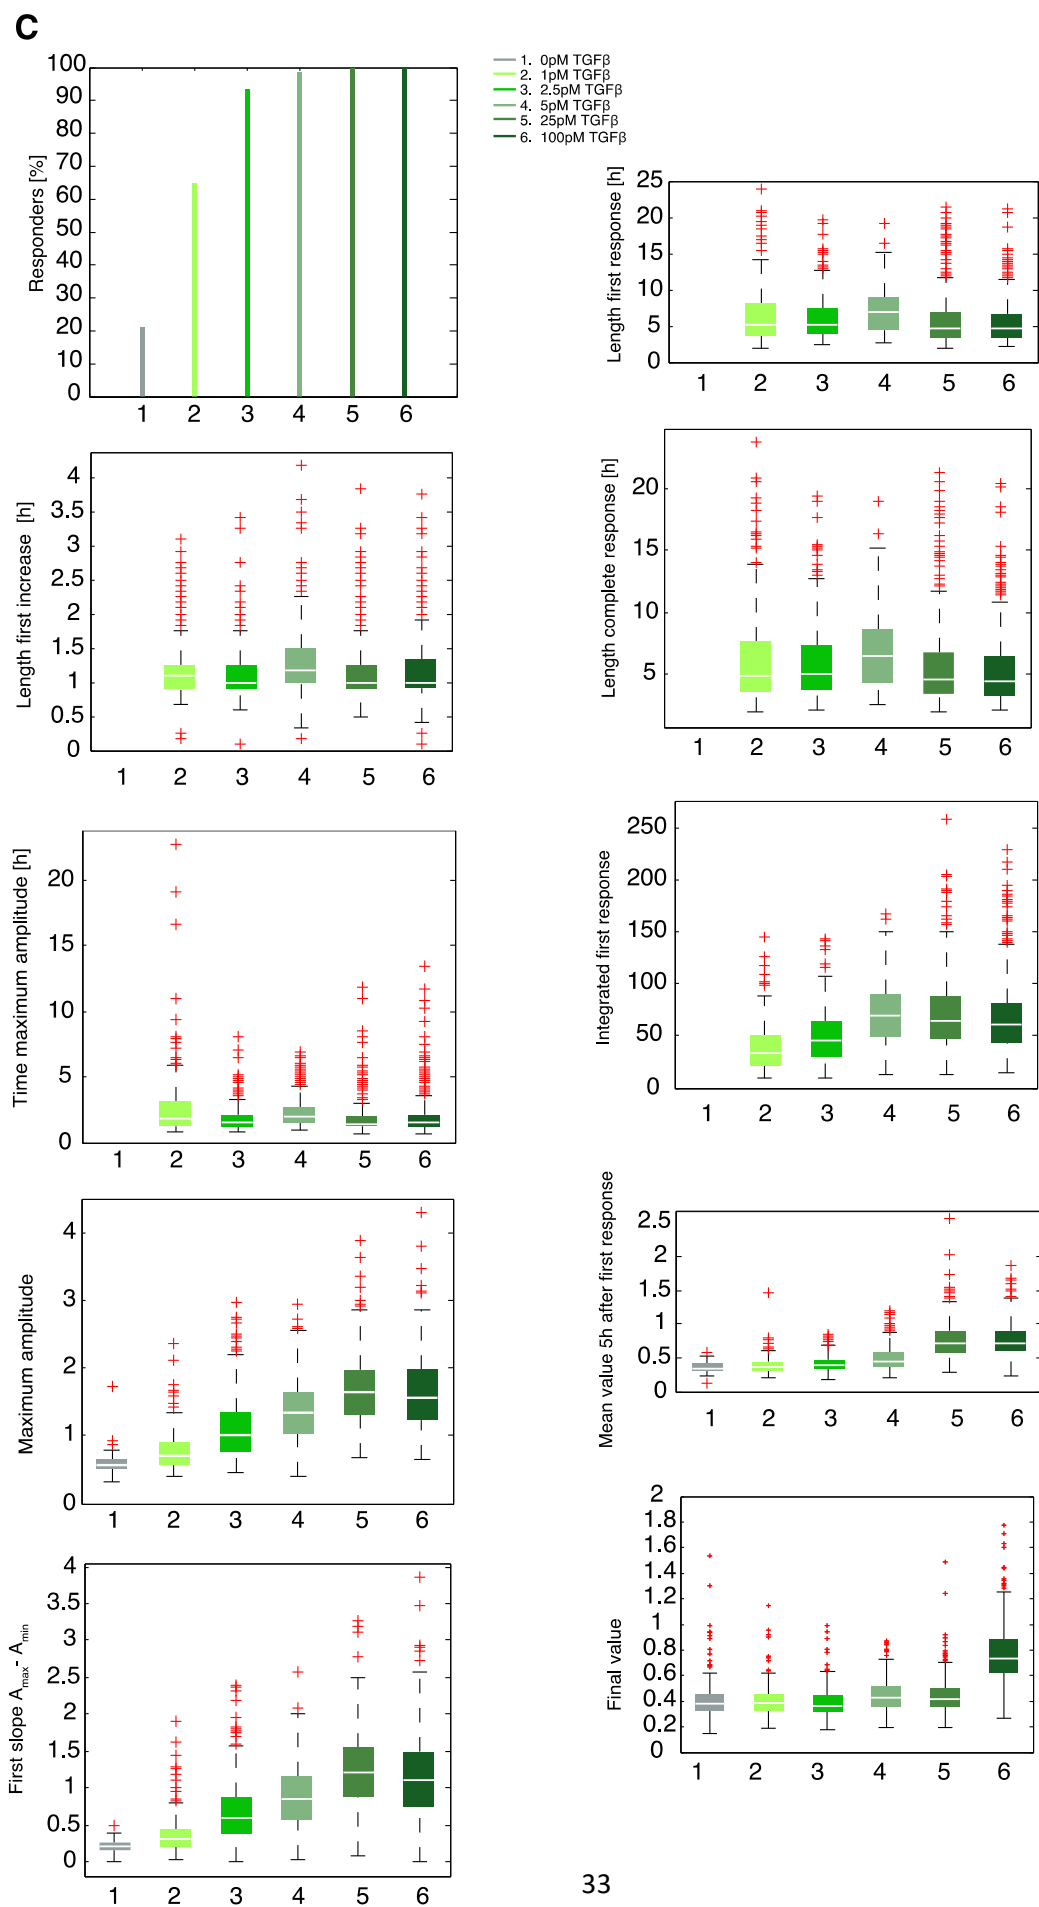 C
1. 0pM TGFβ
2. 1pM TGFβ
3. 2.5pM TGFβ
4. 5pM TGFβ
5. 25pM TGFβ
6. 100pM TGFβ
Responders [%]
100
90
80
70
60
50
40
30
20
10
0
1 2 3 4 5 6
Length first response [h]
25
20
15
10
5
0
1 2 3 4 5 6
Length first increase [h]
4
3.5
3
2.5
2
1.5
1
0.5
0
1 2 3 4 5 6
Length complete response [h]
20
15
10
5
1 2 3 4 5 6
Time maximum amplitude [h]
20
15
10
5
0
1 2 3 4 5 6
Integrated first response
250
200
150
100
50
0
1 2 3 4 5 6
Maximum amplitude
4
3
2
1
0
1 2 3 4 5 6
Mean value 5h after first response
2.5
2
1.5
1
0.5
0
1 2 3 4 5 6
First slope Amax- Amin
4
3.5
3
2.5
2
1.5
1
0.5
0
1 2 3 4 5 6
Final value
2
1.8
1.6
1.4
1.2
1
0.8
0.6
0.4
0.2
0
1 2 3 4 5 6
33